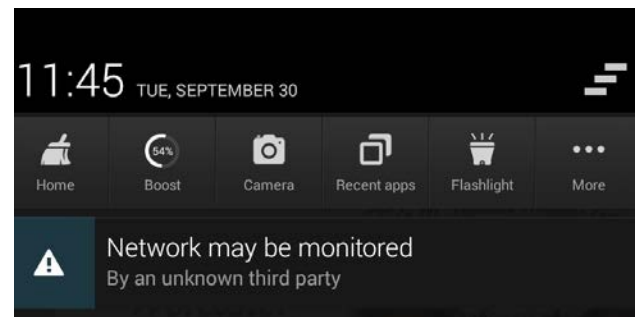 11:45 TUE, SEPTEMBER 30
54%
Home Boost Camera Recent apps Flashlight More
Network may be monitored
By an unknown third party